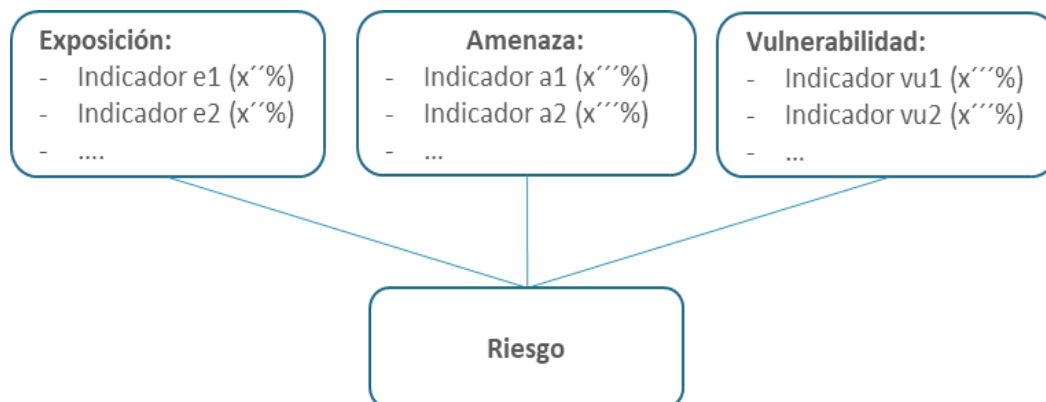 Exposición:
- Indicador e1 (x´´%)
- Indicador e2 (x´´%)
- ....
Amenaza:
- Indicador a1 (x´´´%)
- Indicador a2 (x´´´%)
- ...
Vulnerabilidad:
- Indicador vu1 (x´´´%)
- Indicador vu2 (x´´´%)
- ...
Riesgo